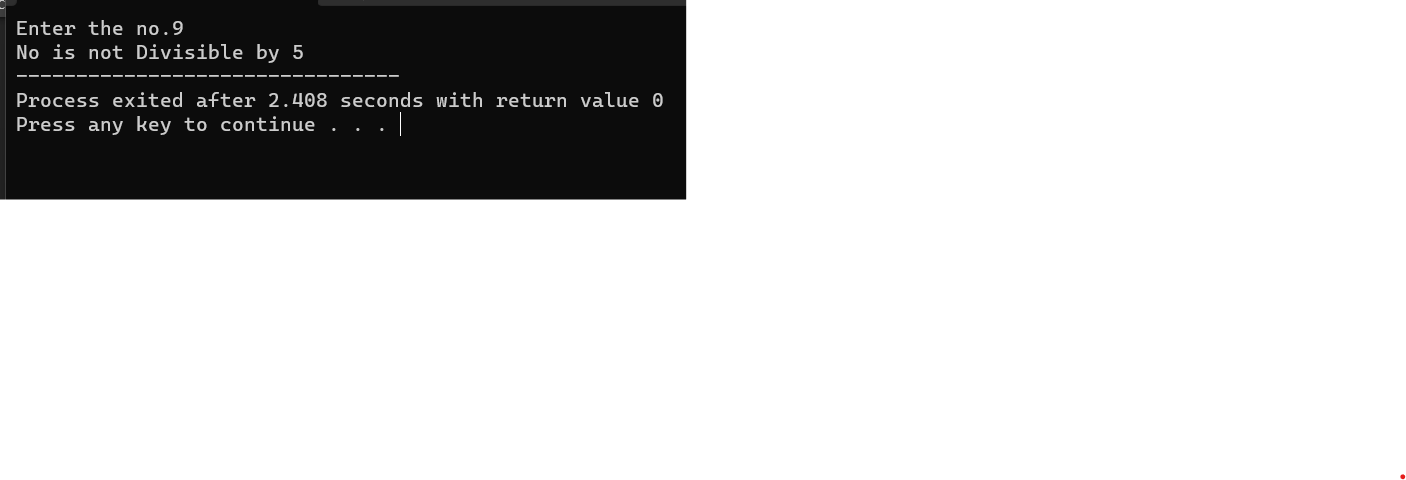 Enter the no.9
No is not Divisible by 5
--------------------------------
Process exited after 2.408 seconds with return value 0
Press any key to continue . . .